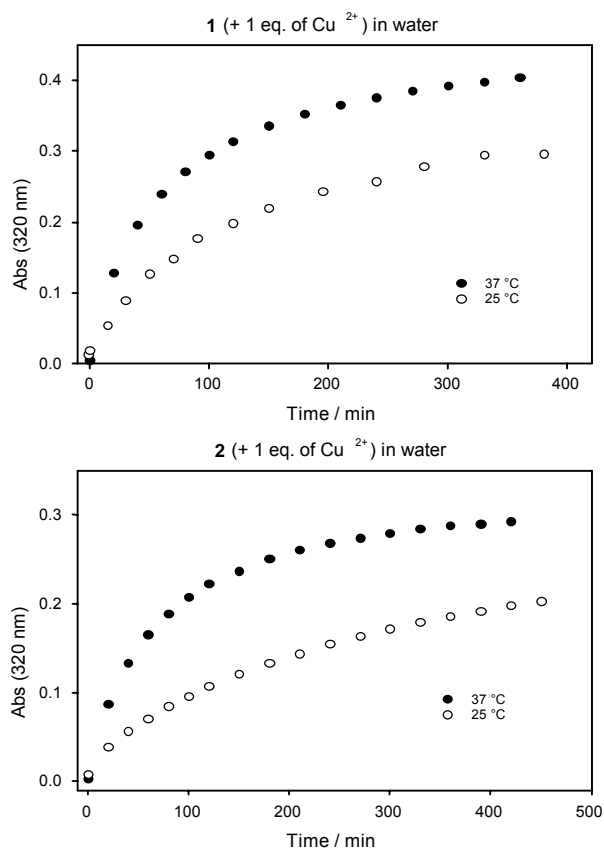 1 (+ 1 eq. of Cu 2+) in water
Abs (320 nm)
0.4
0.3
0.2
0.1
0.0
37 °C
25 °C
0 100 200 300 400
Time / min
2 (+ 1 eq. of Cu 2+) in water
Abs (320 nm)
0.3
0.2
0.1
0.0
37 °C
25 °C
0 100 200 300 400 500
Time / min